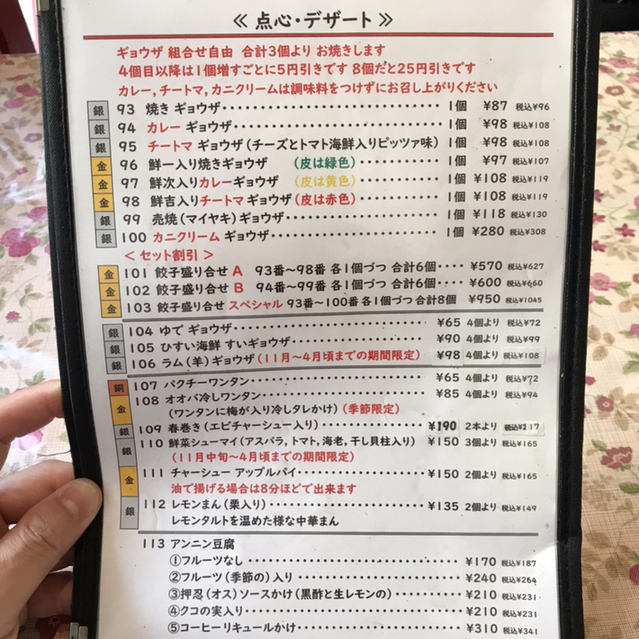 ≪ 点心・デザート ≫
ギョウザ 組合せ自由 合計3個より お焼きします
4個目以降は1個増すごとに5円引きです 8個だと25円引きです
カレー,チートマ,カニクリームは調味料をつけずにお召し上がりください
銀 93 焼き ギョウザ・・・・・・・・・・ 1個 ¥87 税込¥96
銀 94 カレー ギョウザ・・・・・・・・・・ 1個 ¥98 税込¥108
銀 95 チートマ ギョウザ(チーズとトマト海鮮入りピッツァ味) 1個 ¥98 税込¥108
金 96 鮮一入り焼きギョウザ (皮は緑色)・・・・・・・・・・ 1個 ¥97 税込¥107
金 97 鮮次入りカレーギョウザ (皮は黄色)・・・・・・・・・・ 1個 ¥108 税込¥119
金 98 鮮吉入りチートマギョウザ(皮は赤色)・・・・・・・・・・ 1個 ¥108 税込¥119
銀 99 売焼(マイヤキ)ギョウザ・・・・・・・・・・ 1個 ¥118 税込¥130
銀 100 カニクリーム ギョウザ・・・・・・・・・・ 1個 ¥280 税込¥308
<セット割引>
金 101 餃子盛り合せ A 93番〜98番 各1個づつ 合計6個・・・・ ¥570 税込¥627
金 102 餃子盛り合せ B 94番〜99番 各1個づつ 合計6個・・・・ ¥600 税込¥660
金 103 餃子盛り合せ スペシャル 93番〜100番 各1個づつ 合計8個 ¥950 税込¥1045
銀 104 ゆで ギョウザ・・・・・・・・・・ ¥65 4個より 税込¥72
銀 105 ひすい海鮮 すいギョウザ・・・・・・・・・・ ¥90 4個より 税込¥99
銀 106 ラム(羊)ギョウザ(11月〜4月頃までの期間限定) ¥98 4個より 税込¥108
銅 107 パクチーワンタン・・・・・・・・・・ ¥65 4個より 税込¥72
金 108 オオバ冷しワンタン・・・・・・・・・・ ¥85 4個より 税込¥94
(ワンタンに梅が入り冷しタレかけ)(季節限定)
銀 109 春巻き(エビチャーシュー入り)・・・・・・・・・・ ¥190 2本より 税込¥217
銀 110 鮮菜シューマイ(アスパラ,トマト,海老,干し貝柱入り) ¥150 3個より 税込¥165
(11月中旬〜4月頃までの期間限定)
金 111 チャーシュー アップルパイ・・・・・・・・・・ ¥150 2個より 税込¥165
油で揚げる場合は8分ほどで出来ます
銀 112 レモンまん(栗入り)・・・・・・・・・・ ¥135 2個より 税込¥149
レモンタルトを温めた様な中華まん
113 アンニン豆腐
①フルーツなし・・・・・・・・・・ ¥170 税込¥187
②フルーツ(季節の)入り・・・・・・・・・・ ¥240 税込¥264
③押忍(オス)ソースかけ(黒酢と生レモンの)・・・・・・・・・・ ¥210 税込¥231
④クコの実入り・・・・・・・・・・ ¥210 税込¥231
⑤コーヒーリキュールかけ・・・・・・・・・・ ¥310 税込¥341